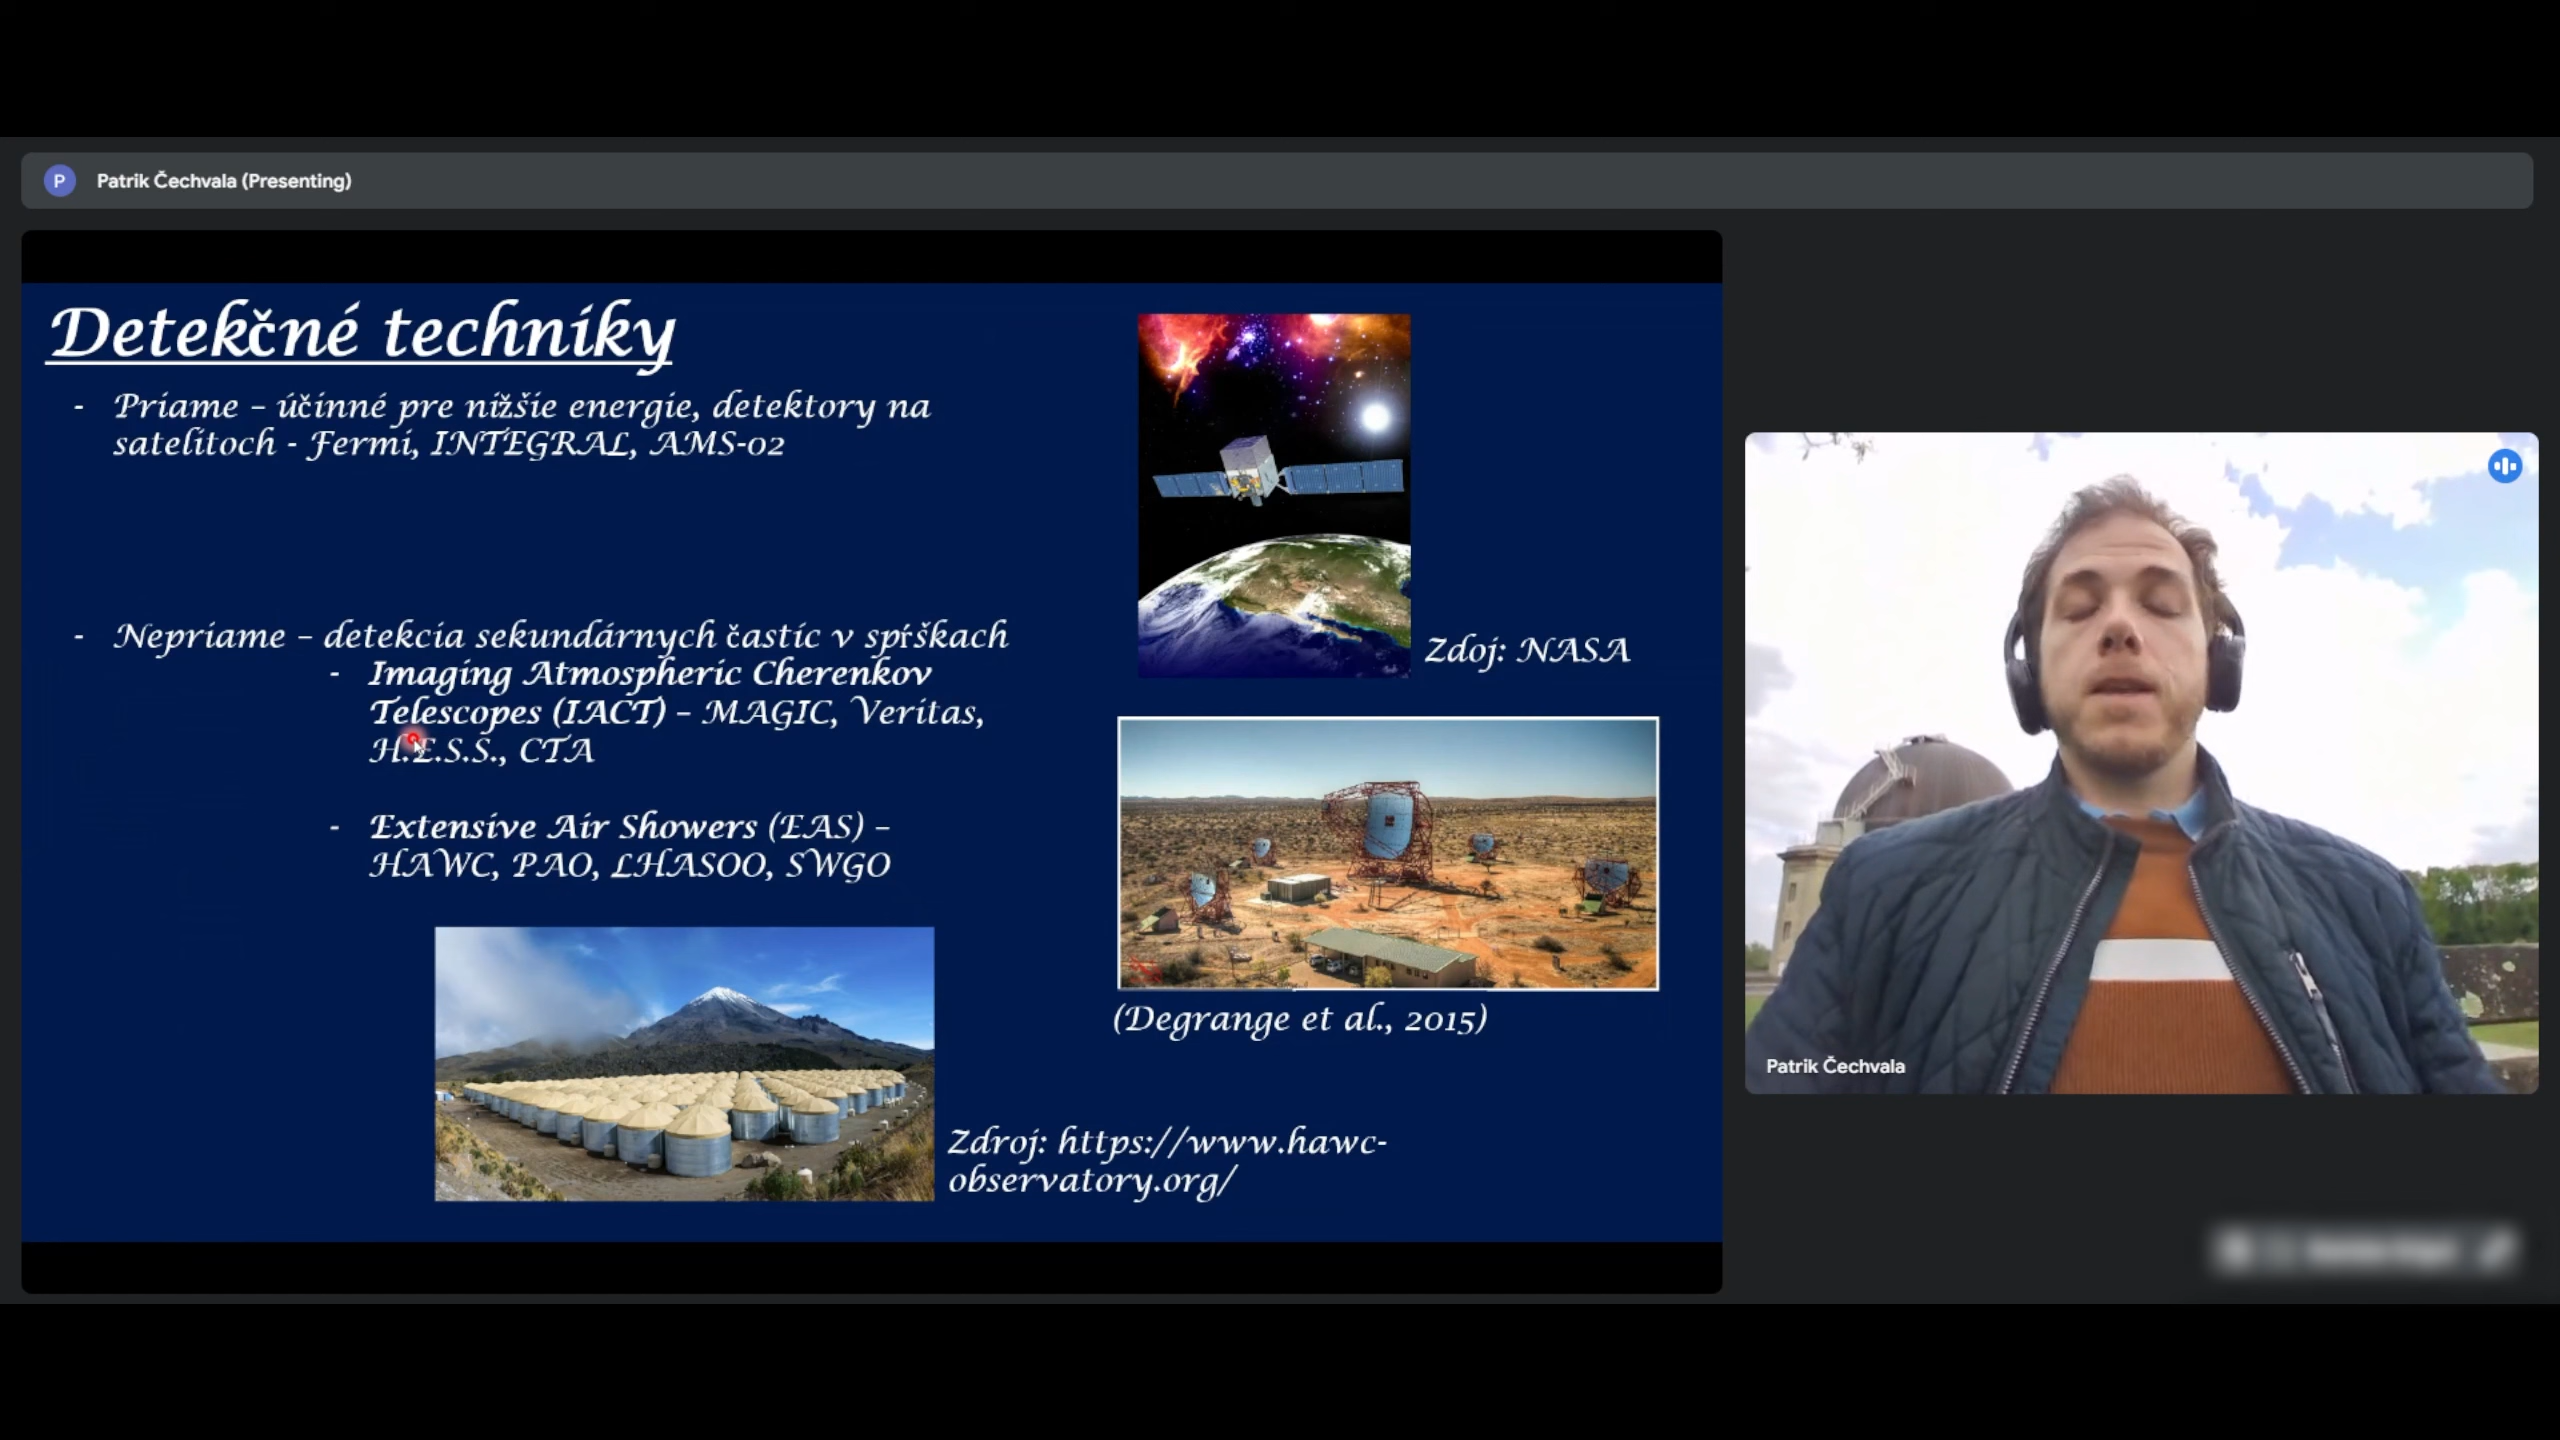 P
Patrik Čechvala (Presenting)
Detekčné techniky
- Priame – účinné pre nižšie energie, detektory na
satelitoch - Fermi, INTEGRAL, AMS-02
- Nepriame – detekcia sekundárnych častíc v spŕškach
- Imaging Atmospheric Cherenkov
Telescopes (IACT) – MAGIC, Veritas,
H.E.S.S., CTA
- Extensive Air Showers (EAS) –
HAWC, PAO, LHASOO, SWGO
Zdoj: NASA
(Degrange et al., 2015)
Zdroj: https://www.hawc-
observatory.org/
Patrik Čechvala